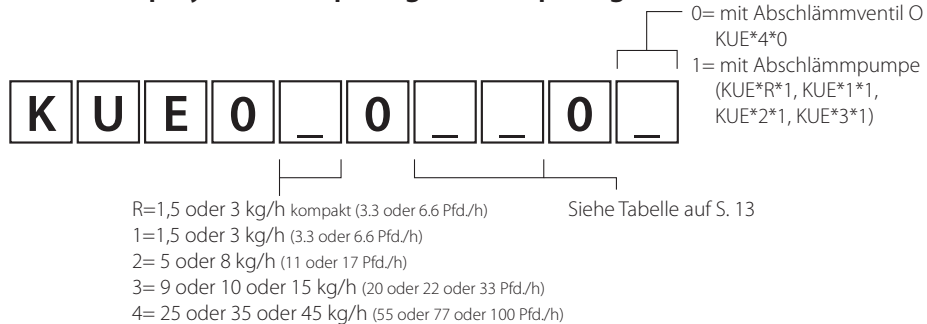 0= mit Abschlämmventil O
KUE*4*0
1= mit Abschlämmpumpe
(KUE*R*1, KUE*1*1,
KUE*2*1, KUE*3*1)
K U E 0 _ 0 _ _ 0 _
R=1,5 oder 3 kg/h kompakt (3.3 oder 6.6 Pfd./h)
1=1,5 oder 3 kg/h (3.3 oder 6.6 Pfd./h)
2= 5 oder 8 kg/h (11 oder 17 Pfd./h)
3= 9 oder 10 oder 15 kg/h (20 oder 22 oder 33 Pfd./h)
4= 25 oder 35 oder 45 kg/h (55 oder 77 oder 100 Pfd./h)
Siehe Tabelle auf S. 13